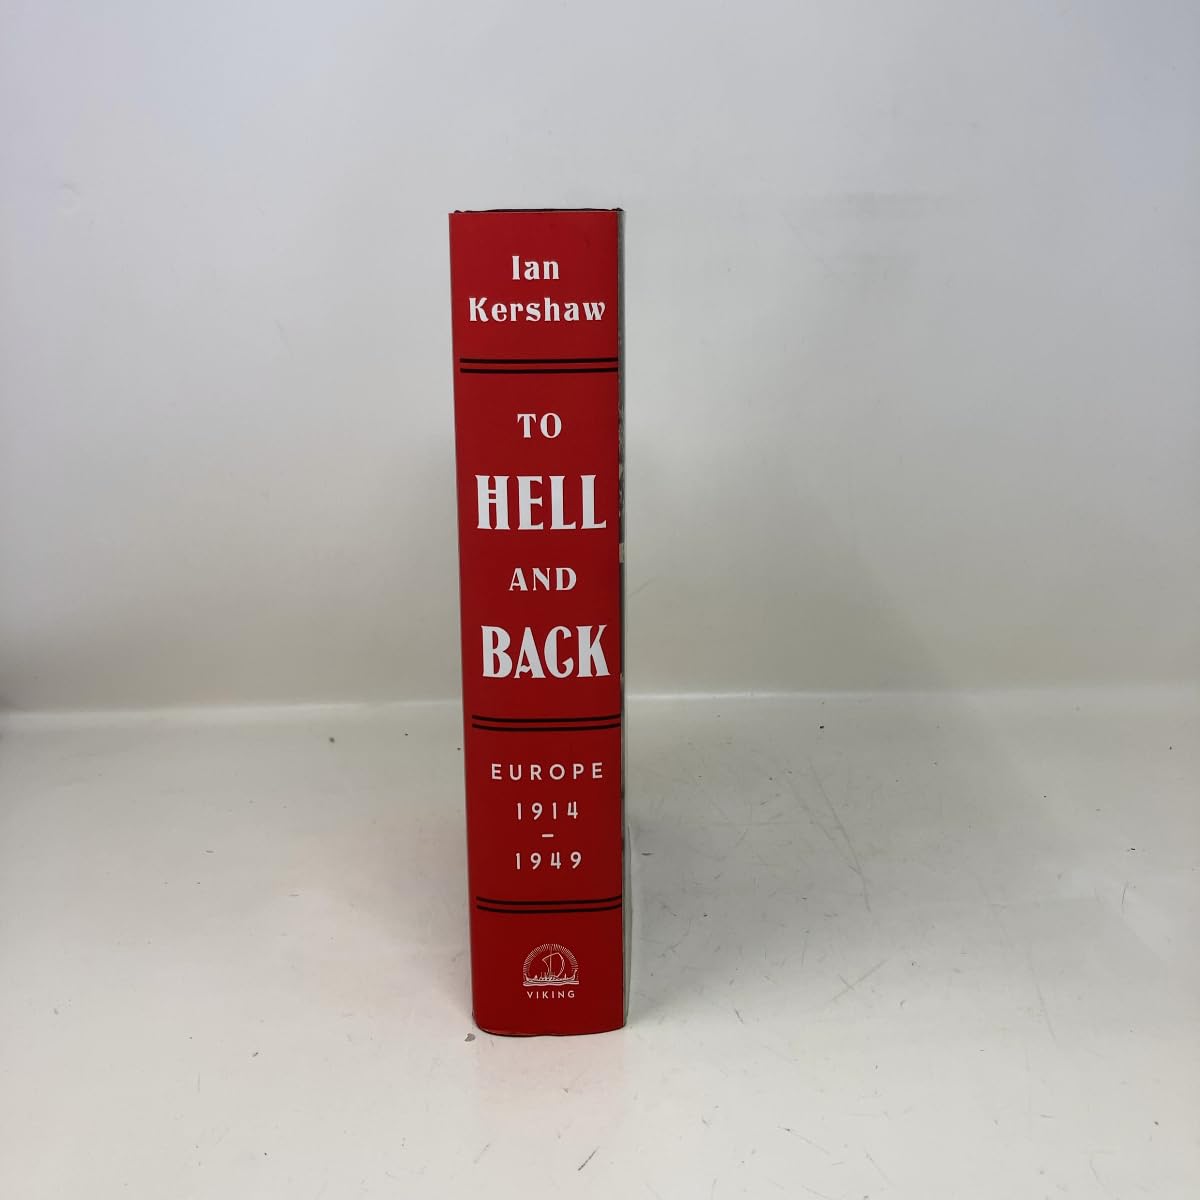 Ian
Kershaw
TO
HELL
AND
BACK
EUROPE
1914
–
1949
VIKING